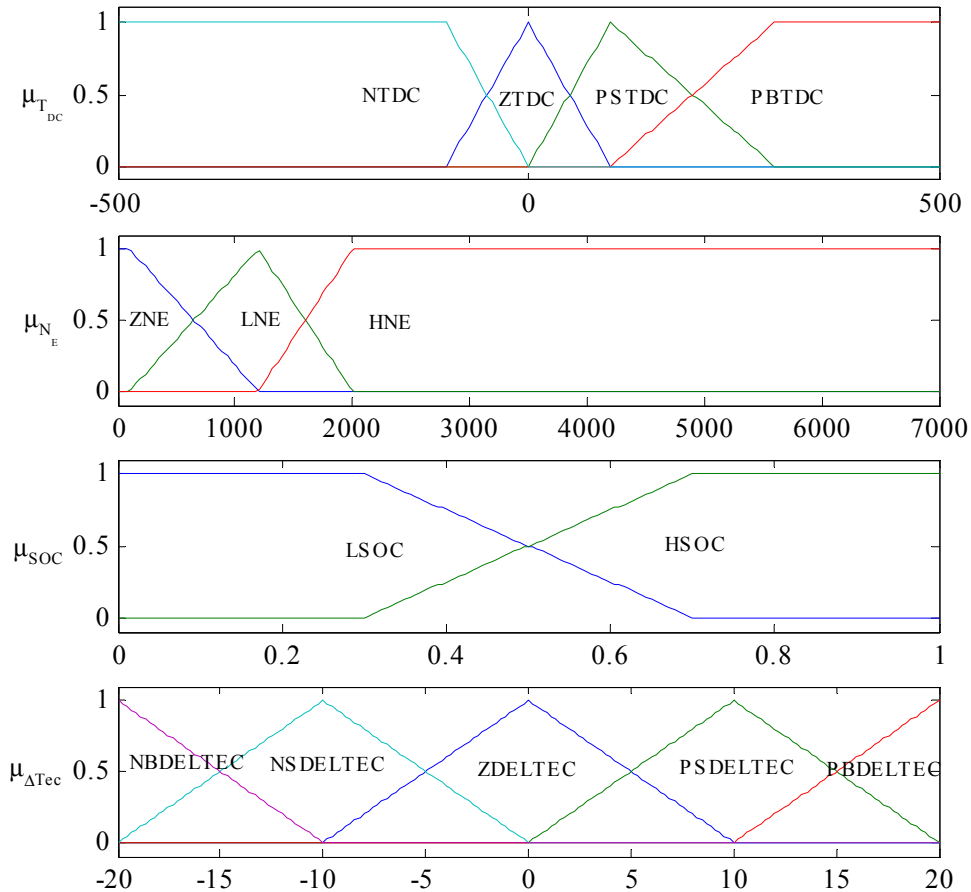 1
μT_DC
0.5
NTDC
ZTDC
PSTDC
PBTDC
0
-500
0
500
1
μN_E
0.5
ZNE
LNE
HNE
0
0
1000
2000
3000
4000
5000
6000
7000
1
μSOC
0.5
LSOC
HSOC
0
0
0.2
0.4
0.6
0.8
1
1
μΔTec
0.5
NBDELTEC
NSDELTEC
ZDELTEC
PSDELTEC
PBDELTEC
0
-20
-15
-10
-5
0
5
10
15
20